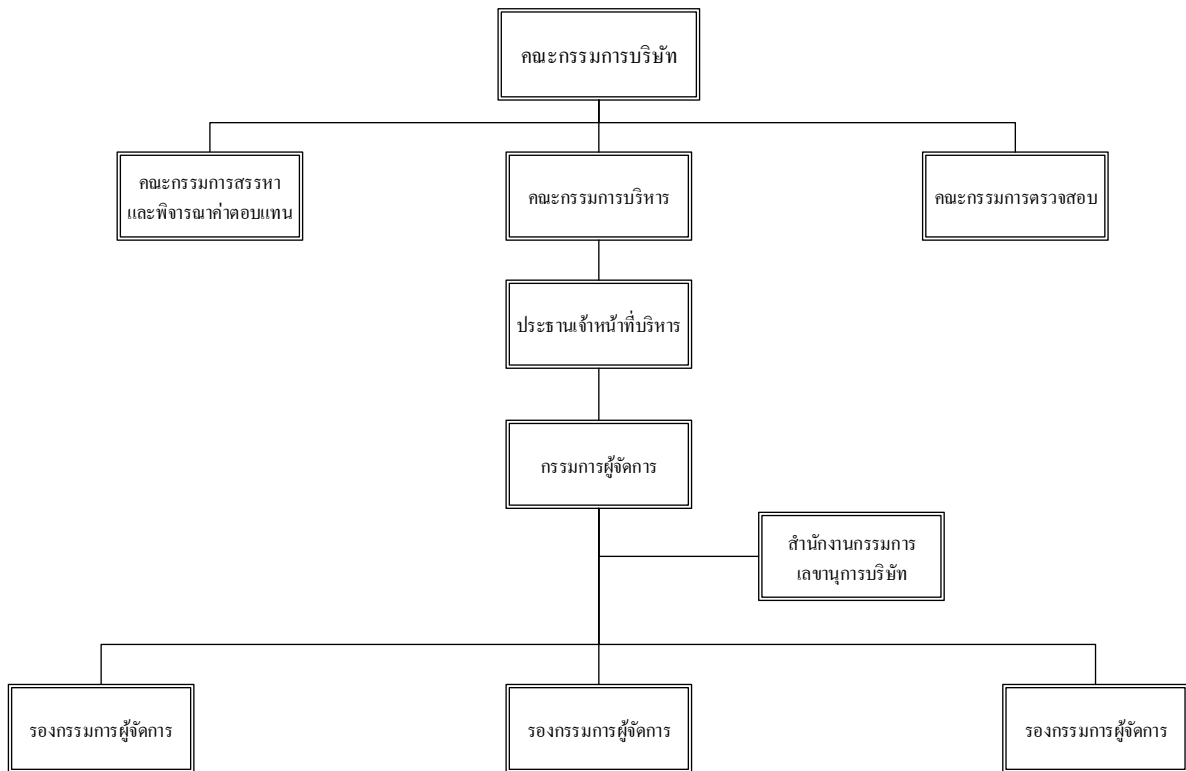 คณะกรรมการบริษัท
คณะกรรมการสรรหา
และพิจารณาค่าตอบแทน
คณะกรรมการบริหาร
คณะกรรมการตรวจสอบ
ประธานเจ้าหน้าที่บริหาร
กรรมการผู้จัดการ
สำนักงานกรรมการ
เลขานุการบริษัท
รองกรรมการผู้จัดการ
รองกรรมการผู้จัดการ
รองกรรมการผู้จัดการ